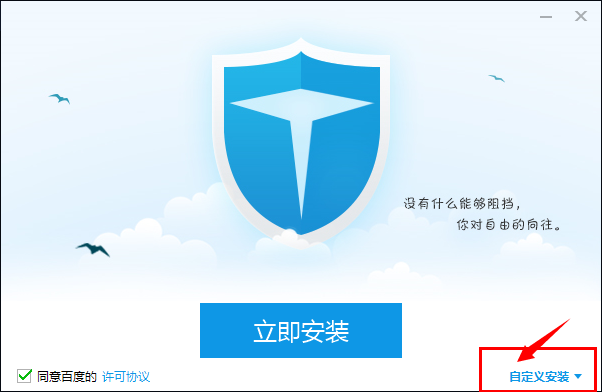 没有什么能够阻挡，
你对自由的向往。
立即安装
同意百度的 许可协议
自定义安装